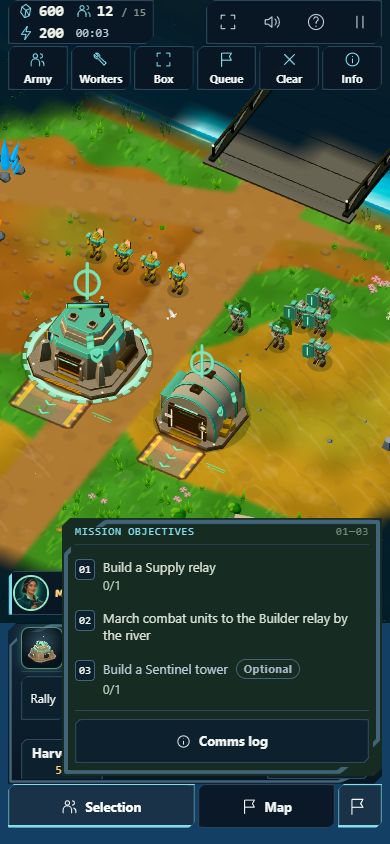 600 12 / 15
200 00:03
Army Workers Box Queue Clear Info
MISSION OBJECTIVES 01—03
01 Build a Supply relay
0/1
02 March combat units to the Builder relay by
the river
03 Build a Sentinel tower Optional
0/1
Rally
Comms log
Harv
5
Selection Map